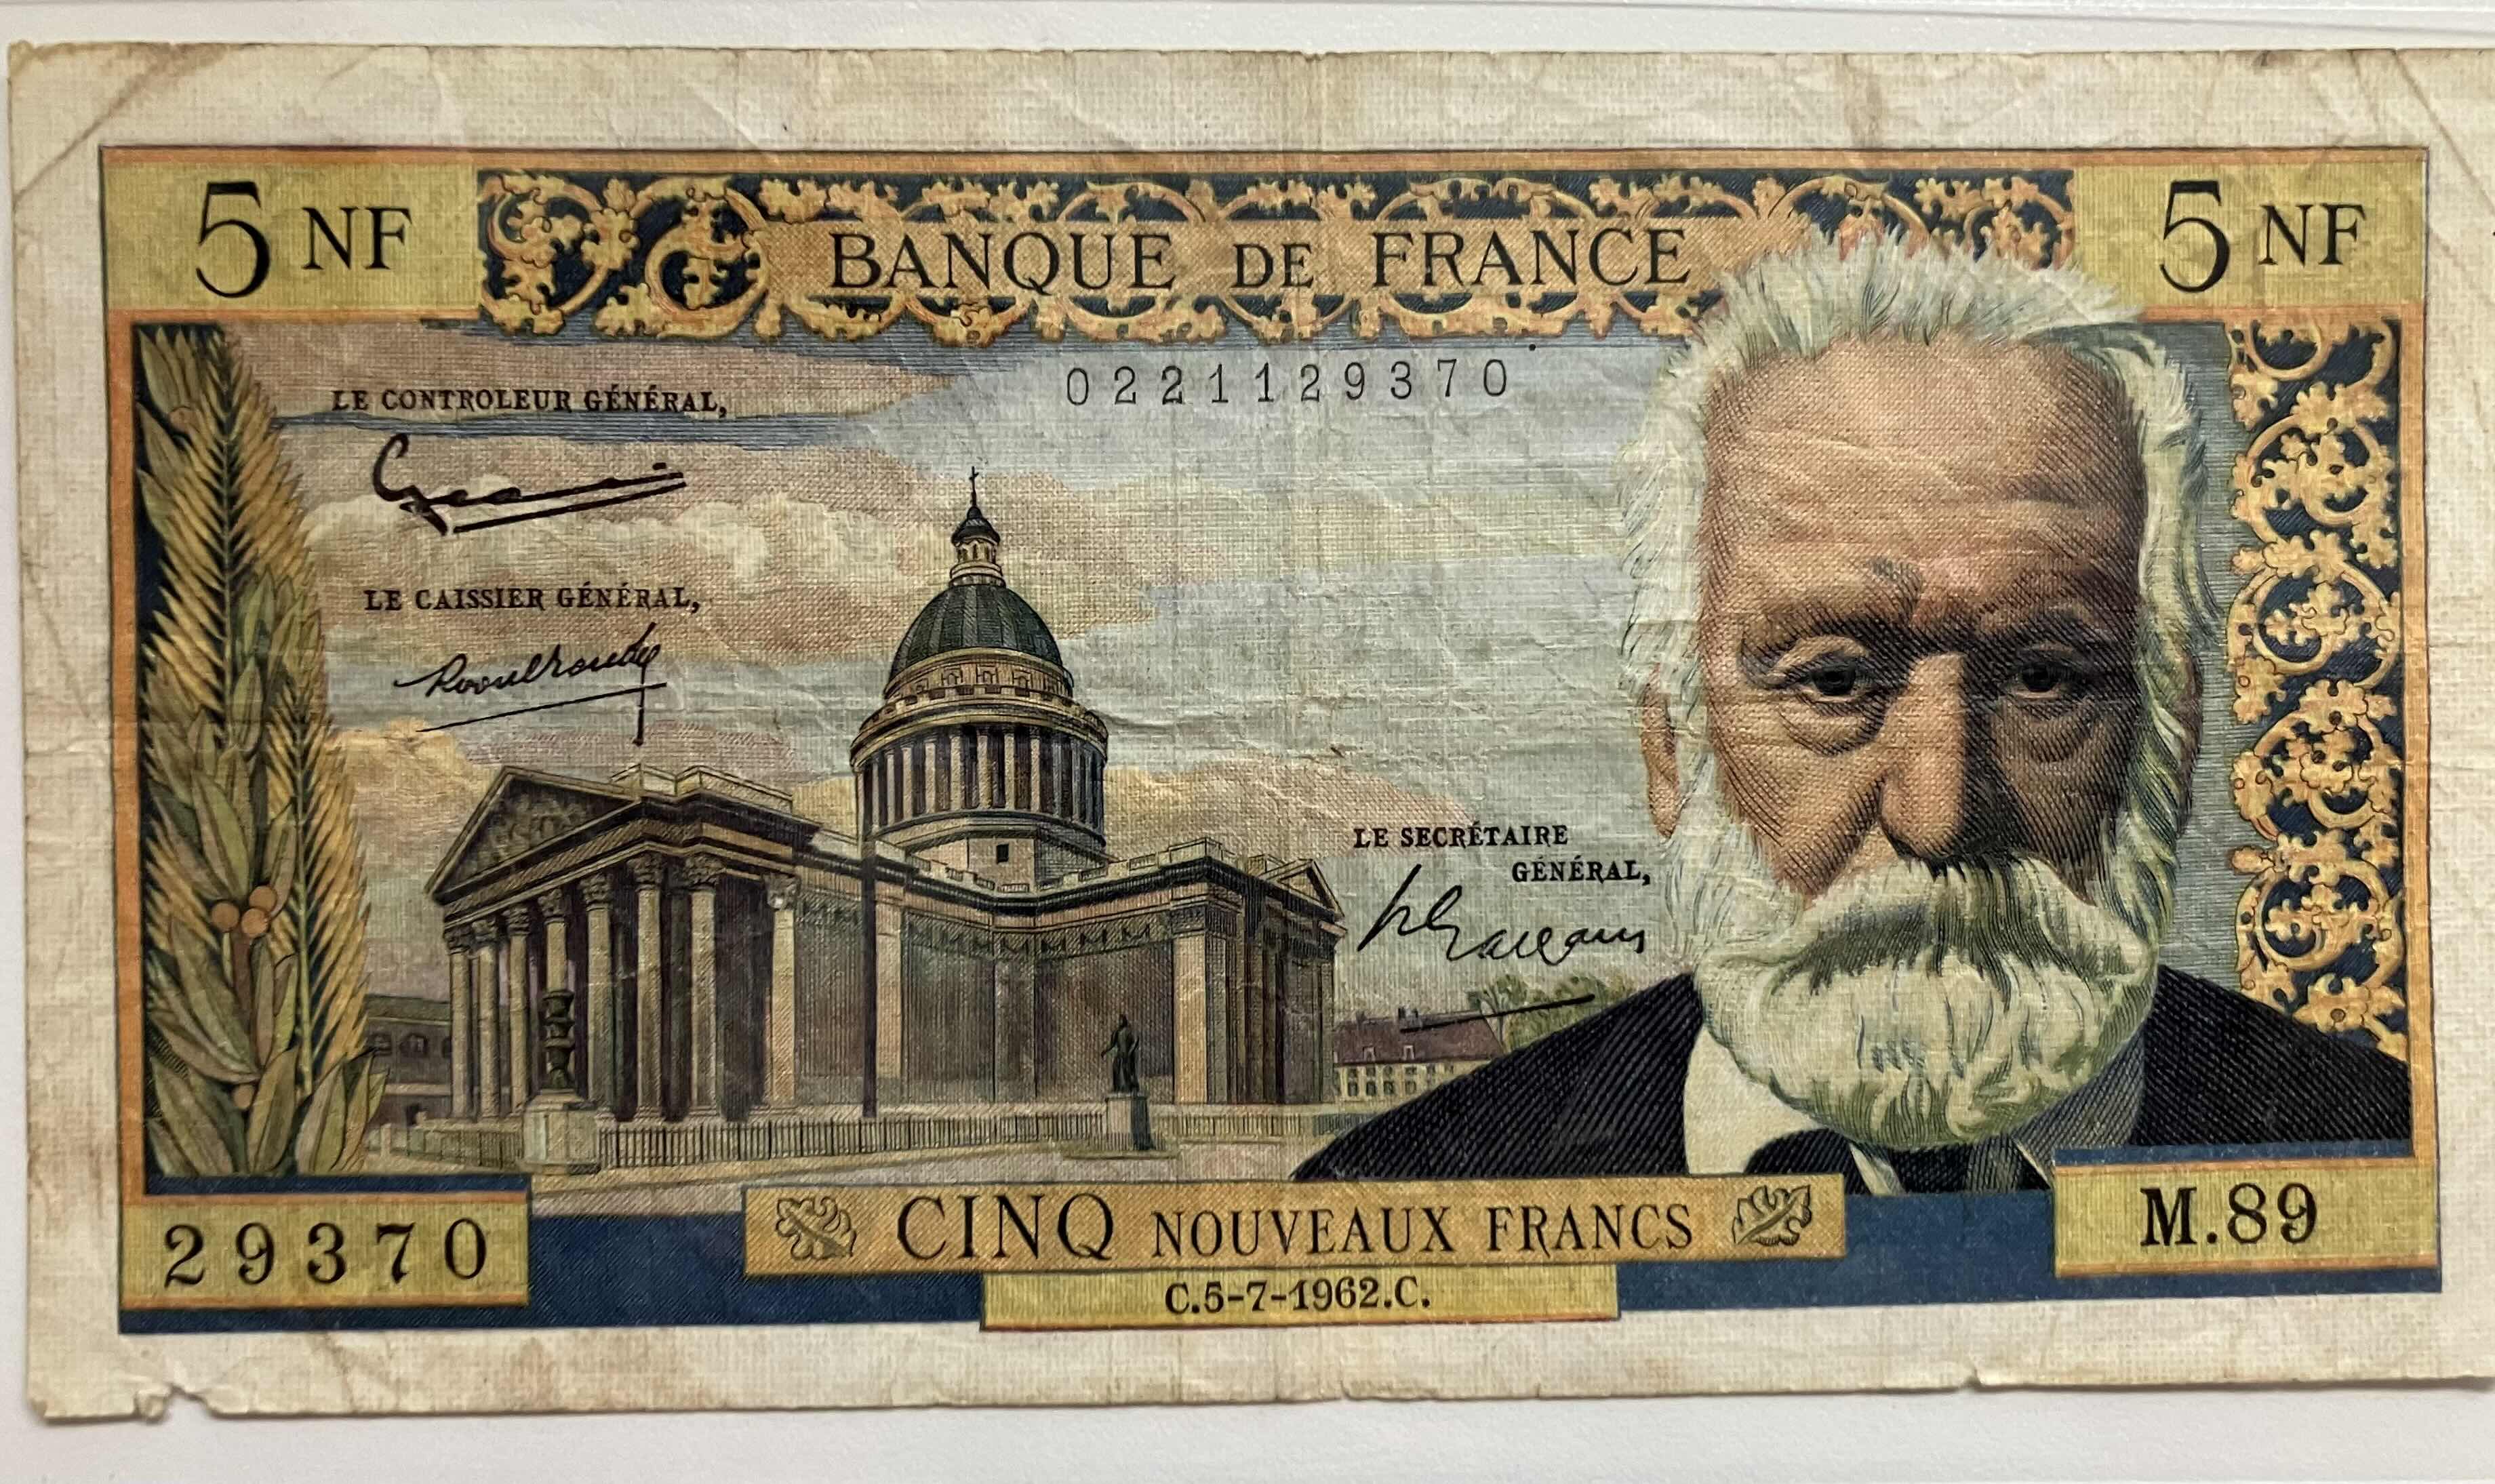 5 NF
BANQUE DE FRANCE
5 NF
0221129370
LE CONTROLEUR GÉNÉRAL,
LE CAISSIER GÉNÉRAL,
LE SECRÉTAIRE
GÉNÉRAL,
29370
CINQ NOUVEAUX FRANCS
M.89
C.5-7-1962.C.